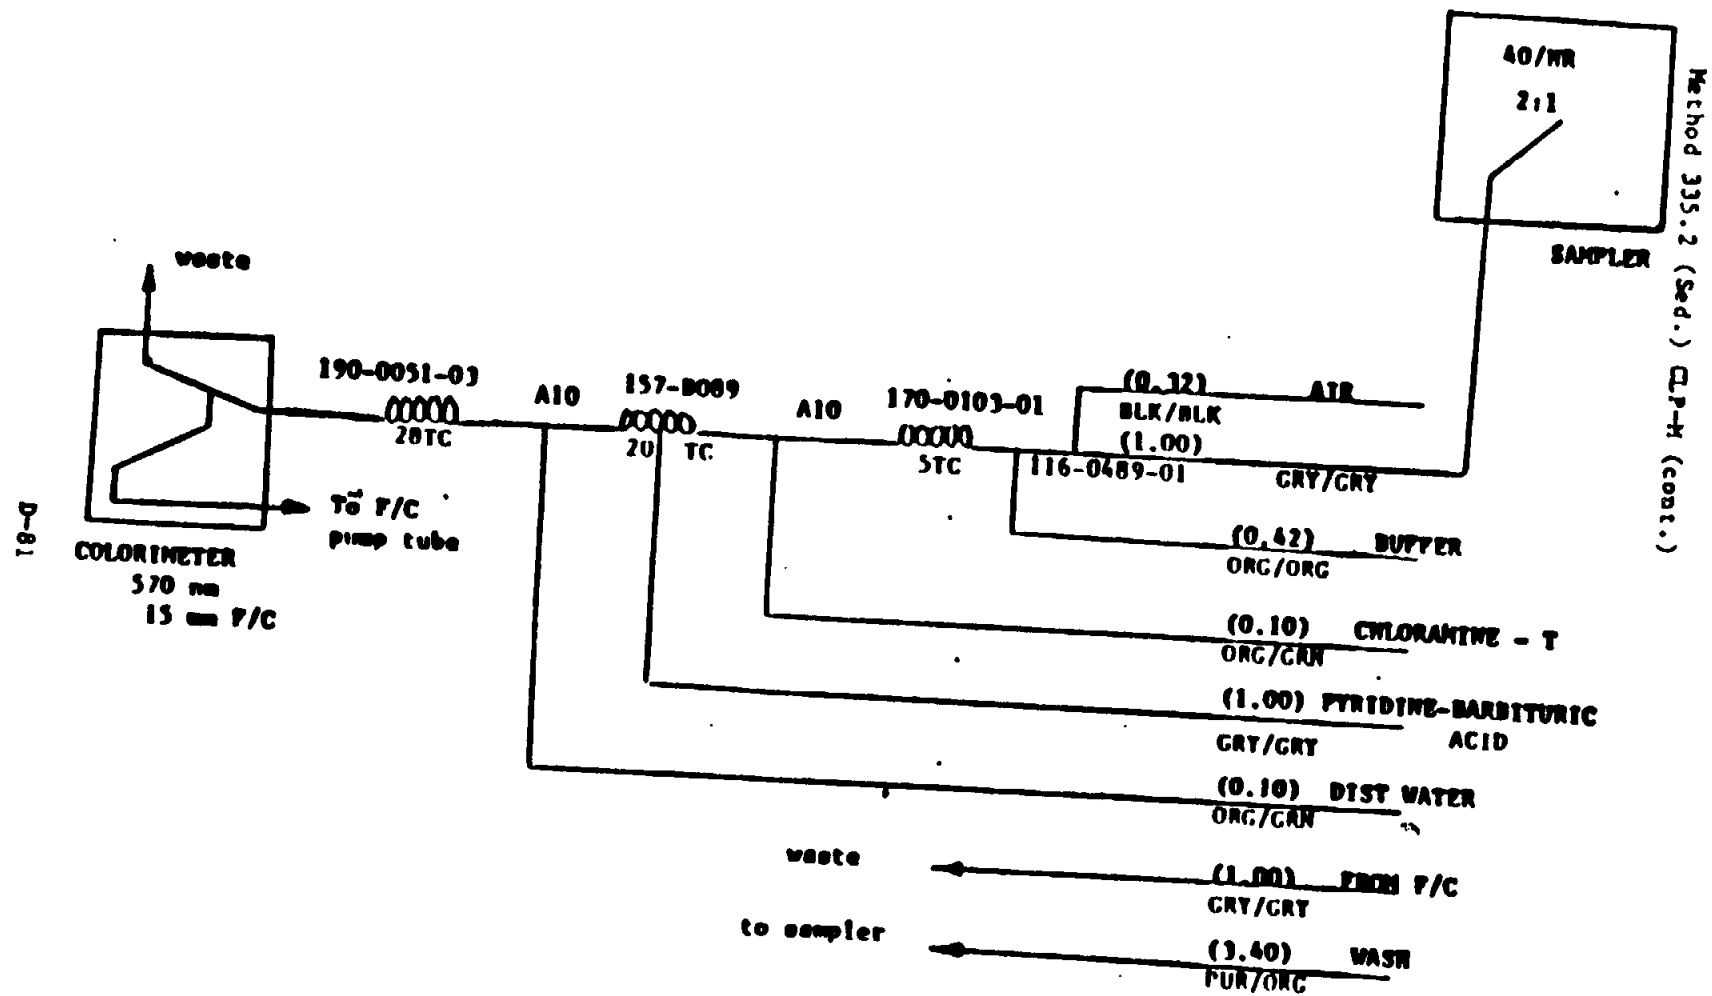 40/HR
2:1
SAMPLER
Method 335.2 (Sed.) CLP-M (cont.)
waste
190-0051-03
28TC
A10
157-B089
20 TC
A10
170-0103-01
5TC
(0.32)
AIR
BLK/BLK
(1.00)
116-0489-01
GRY/GRY
To F/C
pump tube
COLORIMETER
570 nm
15 mm F/C
D-81
(0.42)
BUFFER
ORG/ORG
(0.10)
CHLORAMINE - T
ORG/GRN
(1.00) PYRIDINE-BARBITURIC
ACID
GRY/GRY
(0.10)
DIST WATER
ORG/GRN
waste
(1.00)
FROM F/C
GRY/GRY
to sampler
(3.40)
WASH
PUR/ORG